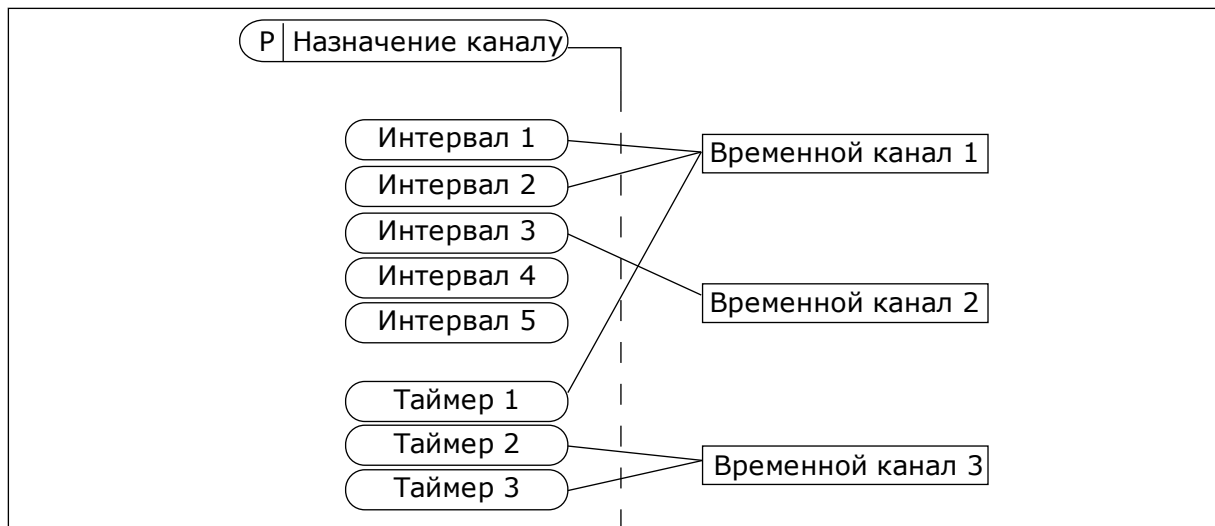 P Назначение каналу
Интервал 1
Интервал 2
Интервал 3
Интервал 4
Интервал 5
Таймер 1
Таймер 2
Таймер 3
Временной канал 1
Временной канал 2
Временной канал 3